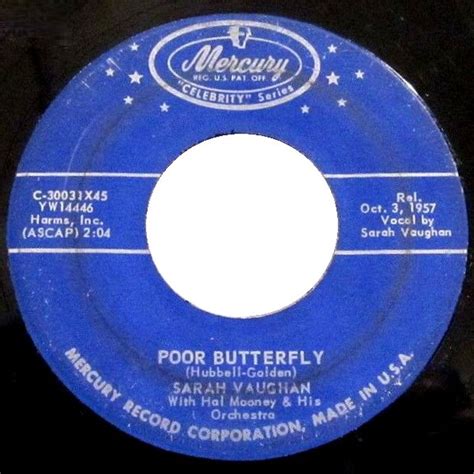 Mercury
REG. U.S. PAT. OFF.
"CELEBRITY" Series
C-30031X45
YW14446
Harms, Inc.
(ASCAP) 2:04
Rel.
Oct. 3, 1957
Vocal by
Sarah Vaughan
POOR BUTTERFLY
(Hubbell-Golden)
SARAH VAUGHAN
With Hal Mooney & His
Orchestra
MERCURY RECORD CORPORATION, MADE IN U.S.A.